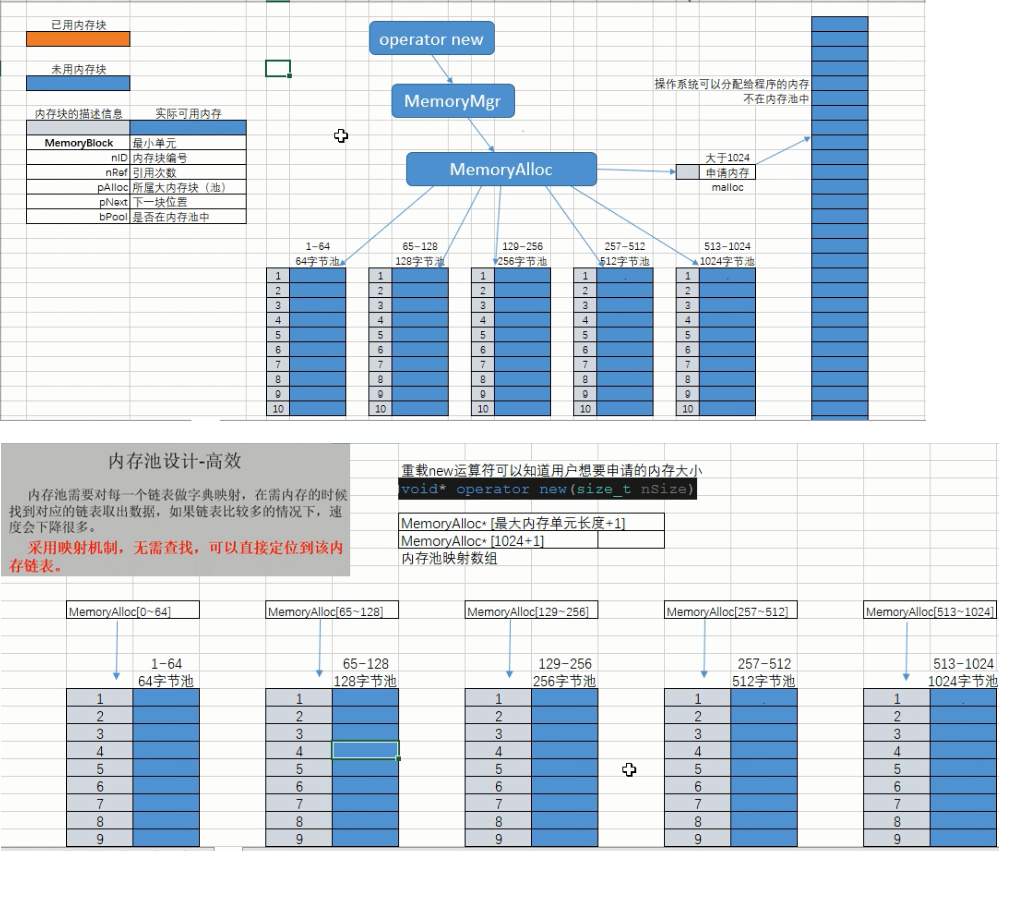 已用内存块
operator new
未用内存块
操作系统可以分配给程序的内存
不在内存池中
MemoryMgr
内存块的描述信息 实际可用内存
MemoryBlock 最小单元
nID 内存块编号
nRef 引用次数
pAlloc 所属大内存块（池）
pNext 下一块位置
bPool 是否在内存池中
MemoryAlloc
大于1024
申请内存
malloc
1-64 65-128 129-256 257-512 513-1024
64字节池 128字节池 256字节池 512字节池 1024字节池
1 1 1 1 1
2 2 2 2 2
3 3 3 3 3
4 4 4 4 4
5 5 5 5 5
6 6 6 6 6
7 7 7 7 7
8 8 8 8 8
9 9 9 9 9
10 10 10 10 10
内存池设计-高效
内存池需要对每一个链表做字典映射，在需内存的时候
找到对应的链表取出数据，如果链表比较多的情况下，速
度会下降很多。
采用映射机制，无需查找，可以直接定位到该内
存链表。
重载new运算符可以知道用户想要申请的内存大小
void* operator new(size_t nSize)
MemoryAlloc* [最大内存单元长度+1]
MemoryAlloc* [1024+1]
内存池映射数组
MemoryAlloc[0~64] MemoryAlloc[65~128] MemoryAlloc[129~256] MemoryAlloc[257~512] MemoryAlloc[513~1024]
1-64 65-128 129-256 257-512 513-1024
64字节池 128字节池 256字节池 512字节池 1024字节池
1 1 1 1 1
2 2 2 2 2
3 3 3 3 3
4 4 4 4 4
5 5 5 5 5
6 6 6 6 6
7 7 7 7 7
8 8 8 8 8
9 9 9 9 9